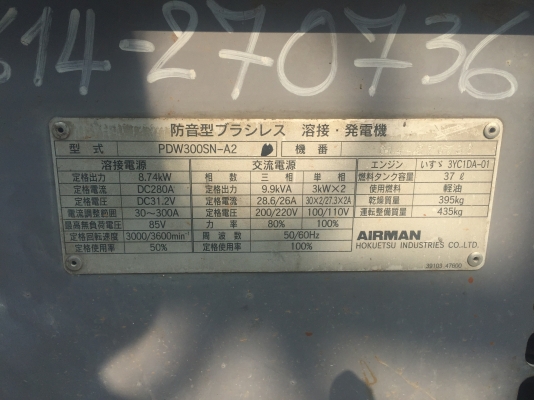 614-270736
防音型ブラシレス 溶接・発電機
型式 PDW300SN-A2 機番
溶接電源 交流電源 エンジン いすゞ 3YC1DA-01
定格出力 8.74kW 相数 三相 単相 燃料タンク容量 37ℓ
定格電流 DC280A 定格出力 9.9kVA 3kW×2 使用燃料 軽油
定格電圧 DC31.2V 定格電流 28.6/26A 30×2/27.3×2A 乾燥質量 395kg
電流調整範囲 30〜300A 定格電圧 200/220V 100/110V 運転整備質量 435kg
最高無負荷電圧 85V 力率 80% 100%
定格回転速度 3000/3600min⁻¹ 周波数 50/60Hz
定格使用率 50% 定格使用率 100%
AIRMAN
HOKUETSU INDUSTRIES CO.,LTD.
39103 47600